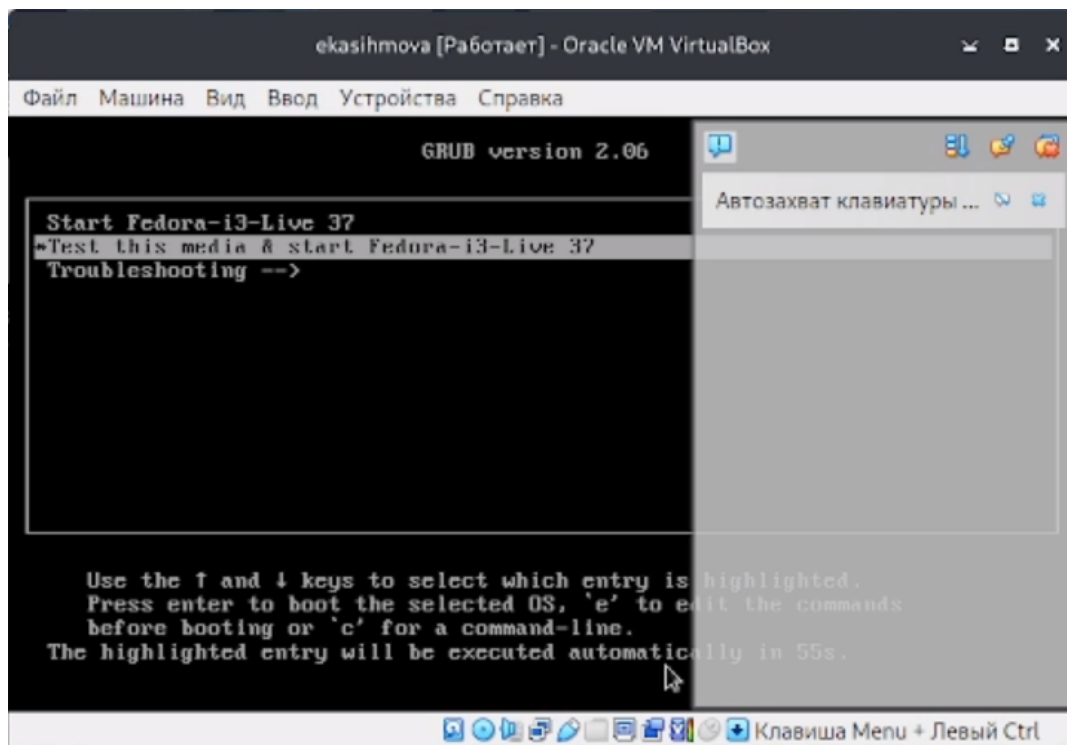 ekasihmova [Работает] - Oracle VM VirtualBox
Файл Машина Вид Ввод Устройства Справка
GRUB version 2.06
Автозахват клавиатуры ...
Start Fedora-i3-Live 37
*Test this media & start Fedora-i3-Live 37
Troubleshooting -->
Use the ↑ and ↓ keys to select which entry is highlighted.
Press enter to boot the selected OS, `e' to edit the commands
before booting or `c' for a command-line.
The highlighted entry will be executed automatically in 55s.
Клавиша Menu + Левый Ctrl